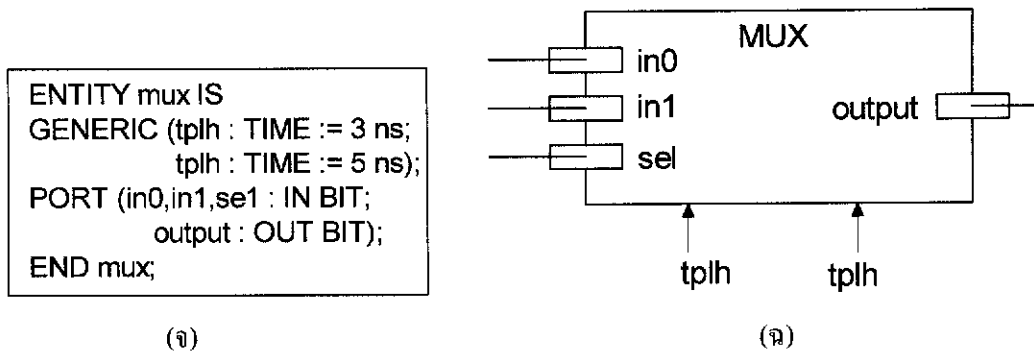 ENTITY mux IS
GENERIC (tplh : TIME := 3 ns;
tplh : TIME := 5 ns);
PORT (in0,in1,se1 : IN BIT;
output : OUT BIT);
END mux;
(จ)
MUX
in0
in1
sel
output
tplh
tplh
(ฉ)